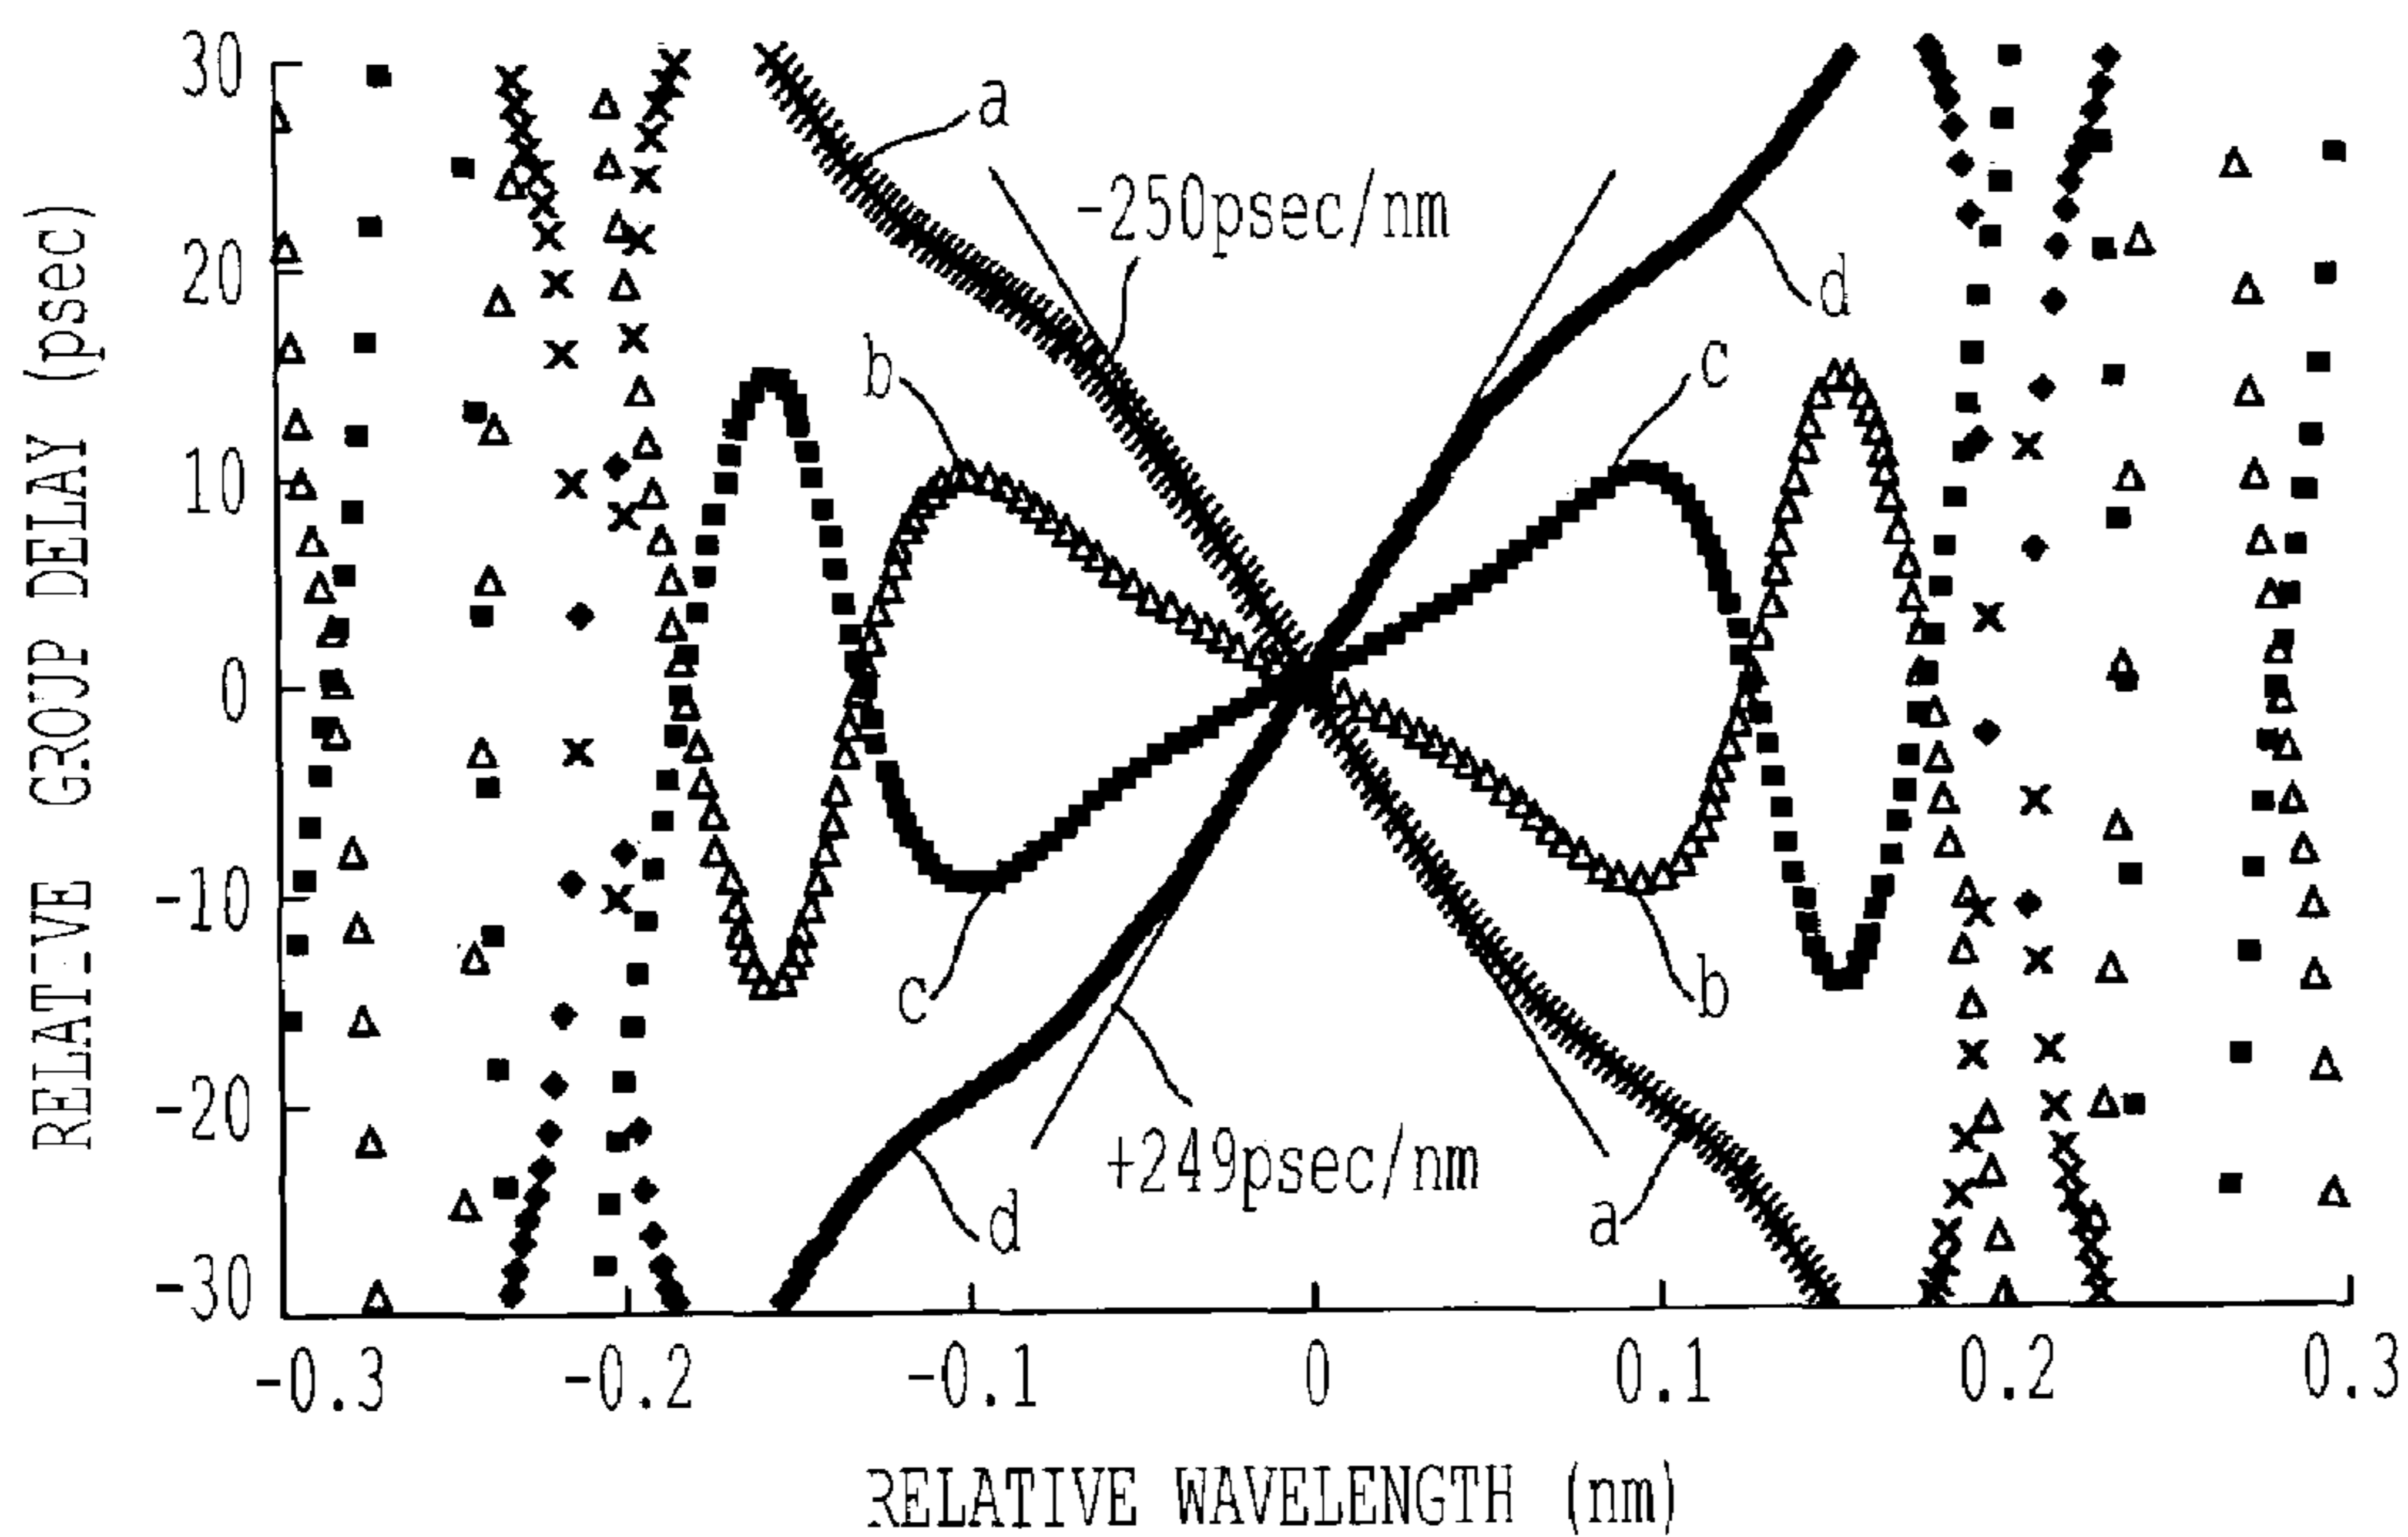 RELATIVE GROUP DELAY (psec)
30
20
10
0
-10
-20
-30
a
-250psec/nm
d
b
c
c
b
+249psec/nm
d
a
-0.3
-0.2
-0.1
0
0.1
0.2
0.3
RELATIVE WAVELENGTH (nm)